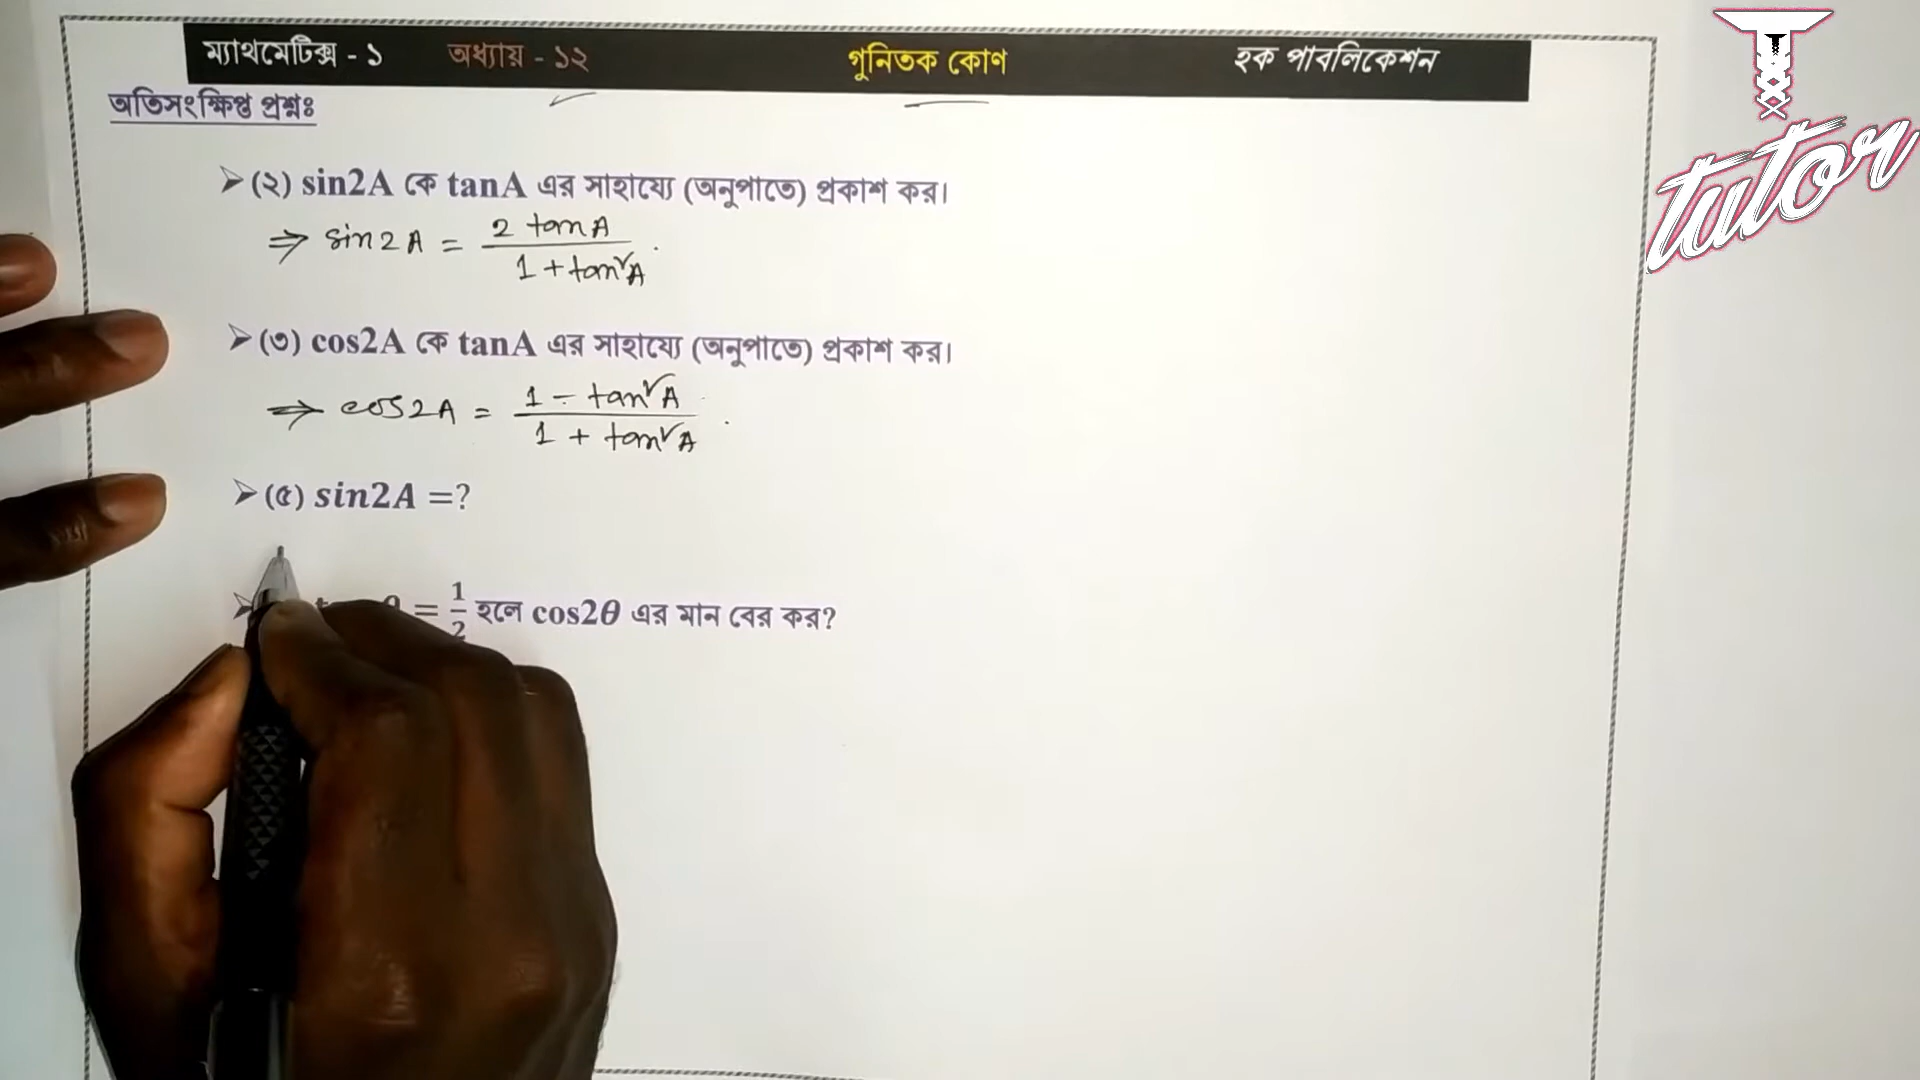 ম্যাথমেটিক্স - ১ অধ্যায় - ১২ গুনিতক কোণ হক পাবলিকেশন
অতিসংক্ষিপ্ত প্রশ্নঃ
➢ (২) sin2A কে tanA এর সাহায্যে (অনুপাতে) প্রকাশ কর।
⇒ sin2A = 2 tanA / 1 + tan²A
➢ (৩) cos2A কে tanA এর সাহায্যে (অনুপাতে) প্রকাশ কর।
⇒ cos2A = 1 - tan²A / 1 + tan²A
➢ (৫) sin2A =?
➢ = 1/2 হলে cos2θ এর মান বের কর?
T
tutor